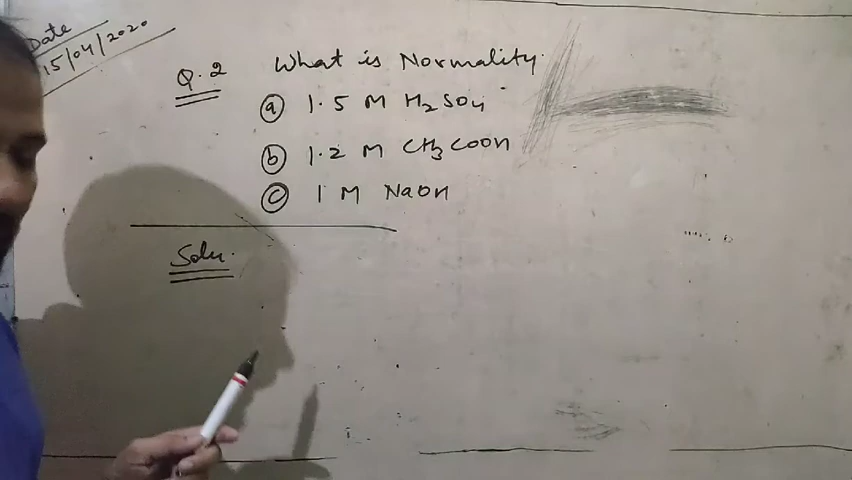 Date
15/04/2020
Q.2 What is Normality.
(a) 1.5 M H2SO4
(b) 1.2 M CH3COOH
(c) 1 M NaOH
Solu.